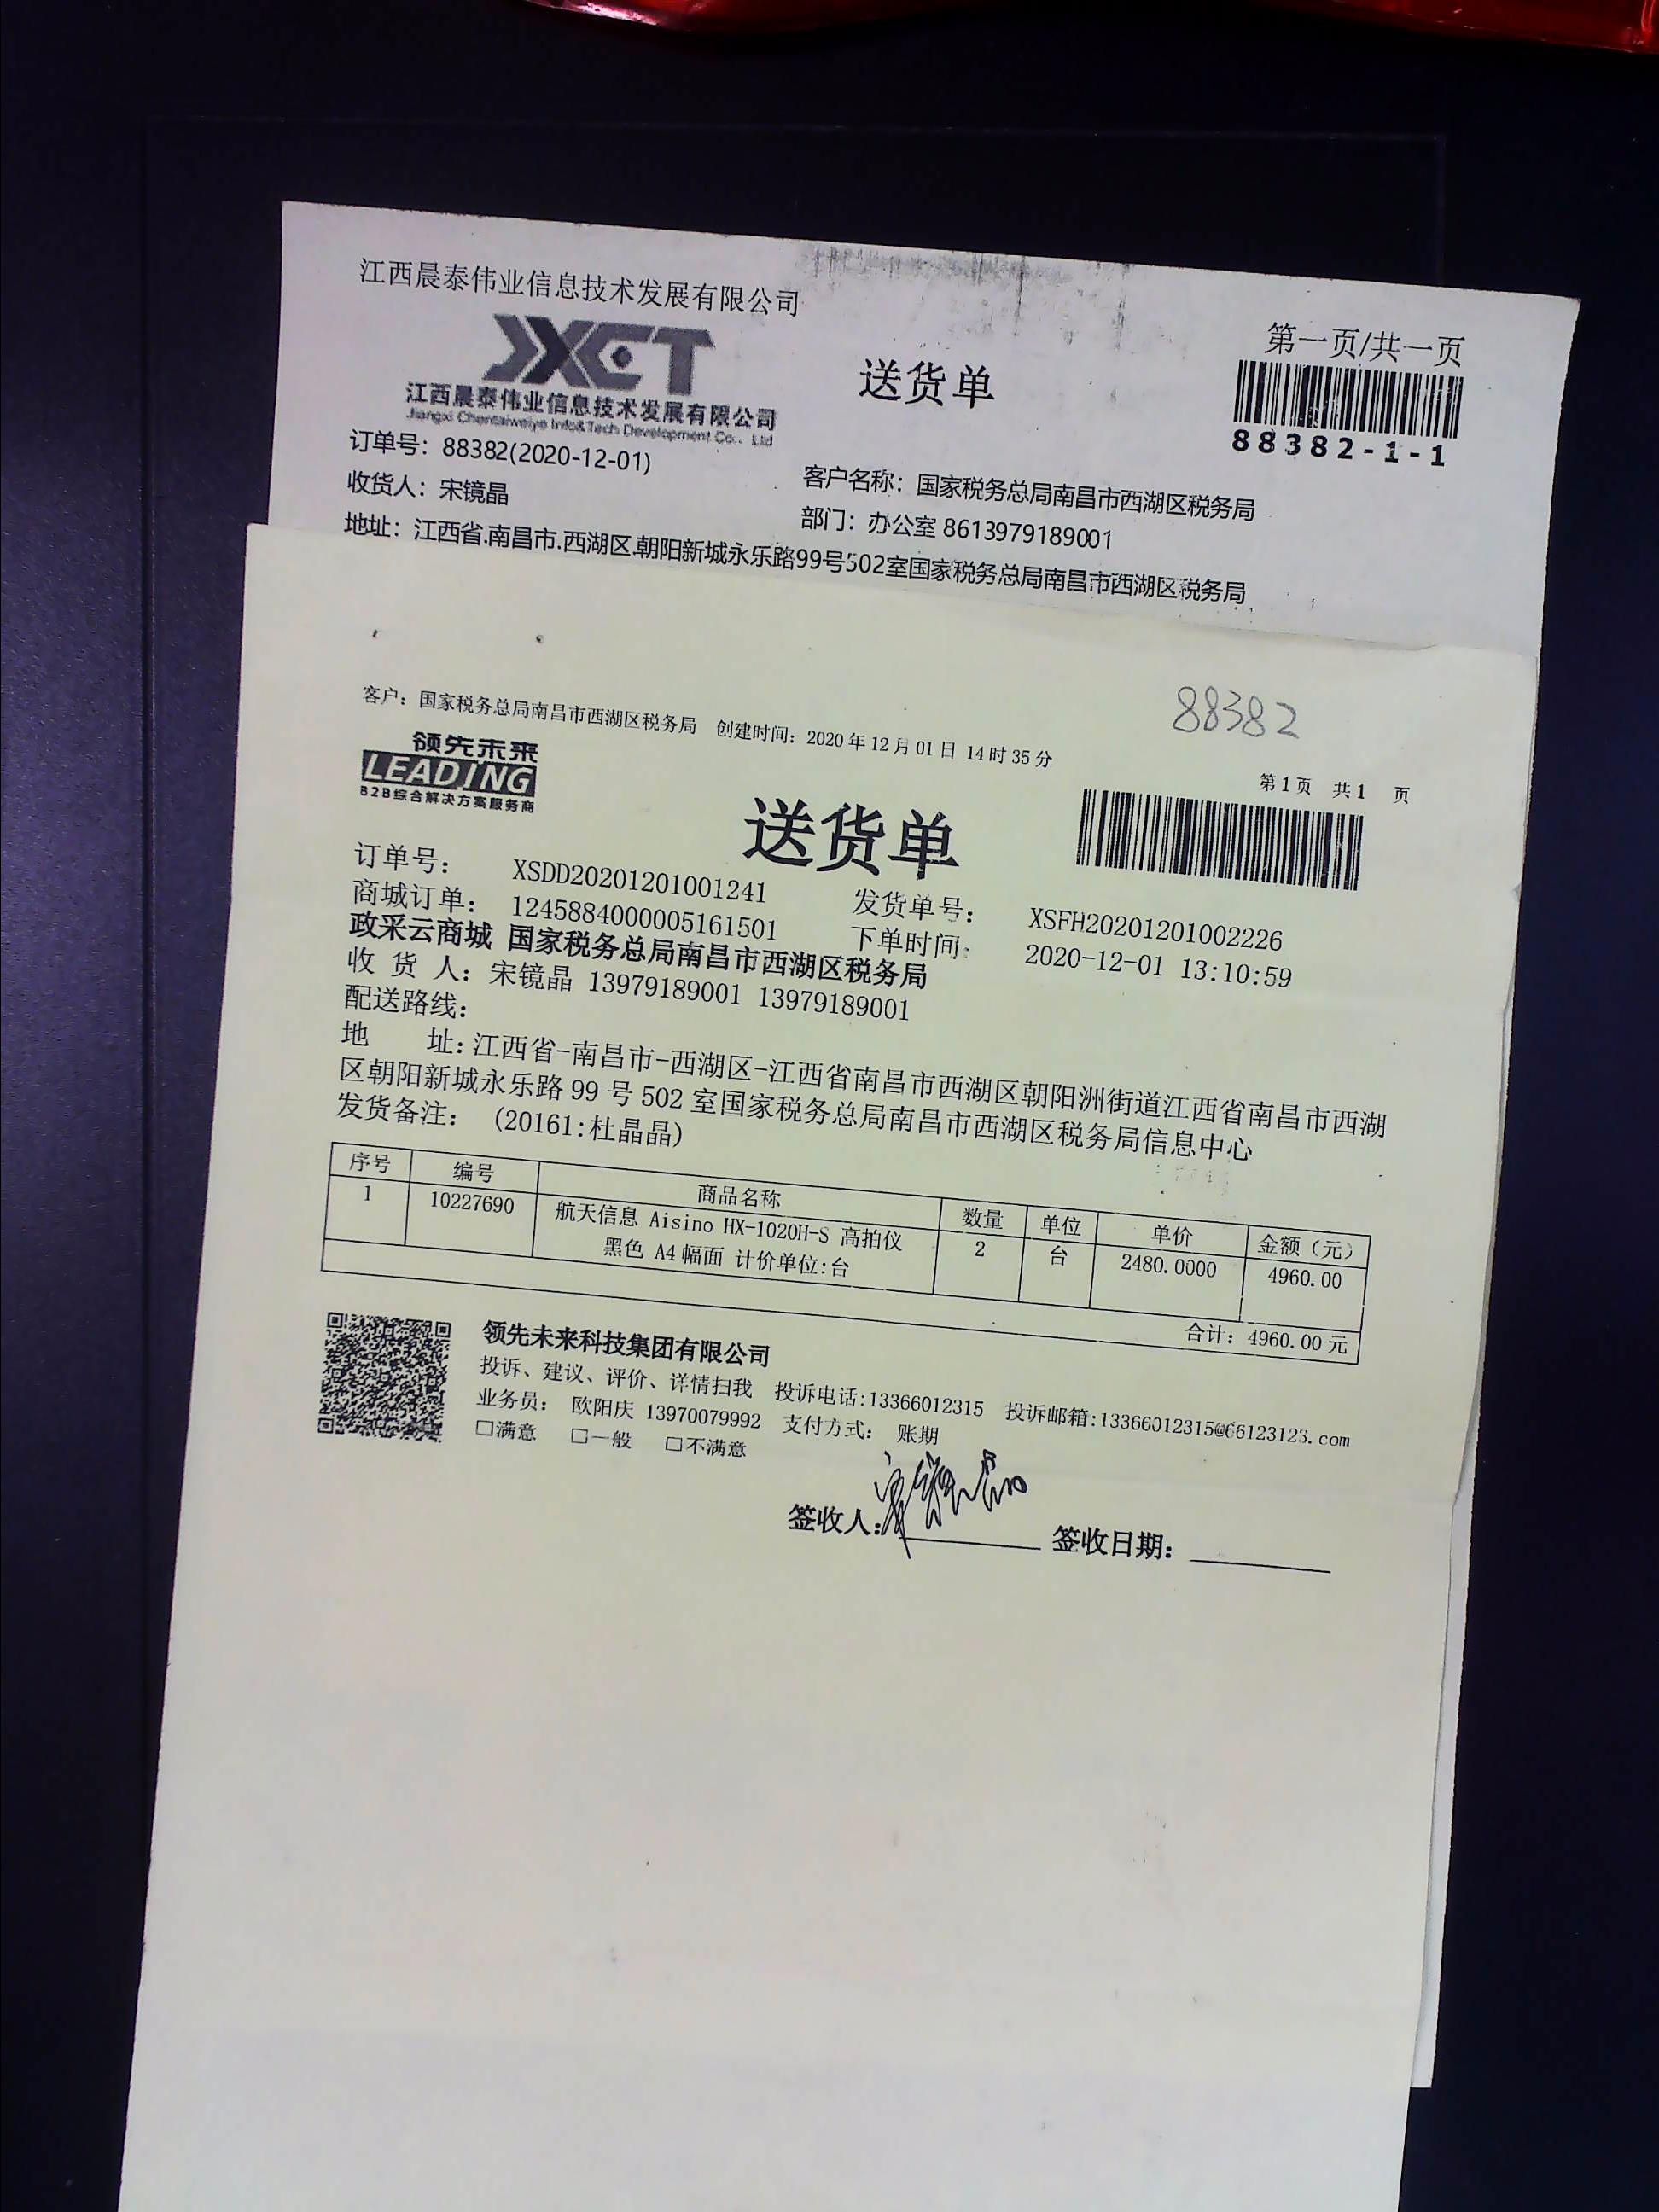 江西晨泰伟业信息技术发展有限公司
第一页/共一页
JXCT
送货单
江西晨泰伟业信息技术发展有限公司
Jiangxi Chentaiweiye Info&Tech Development Co., Ltd
88382-1-1
订单号：88382(2020-12-01)
客户名称：国家税务总局南昌市西湖区税务局
收货人：宋镜晶
部门：办公室 8613979189001
地址：江西省.南昌市.西湖区.朝阳新城永乐路99号502室国家税务总局南昌市西湖区税务局
88382
客户：国家税务总局南昌市西湖区税务局 创建时间：2020年12月01日 14时35分
第1页 共1 页
领先未来
LEADING
B2B综合解决方案服务商
送货单
订单号： XSDD20201201001241 发货单号： XSFH20201201002226
商城订单： 1245884000005161501 下单时间： 2020-12-01 13:10:59
政采云商城 国家税务总局南昌市西湖区税务局
收 货 人：宋镜晶 13979189001 13979189001
配送路线：
地 址：江西省-南昌市-西湖区-江西省南昌市西湖区朝阳洲街道江西省南昌市西湖
区朝阳新城永乐路99号502室国家税务总局南昌市西湖区税务局信息中心
发货备注： (20161:杜晶晶)
序号 编号 商品名称 数量 单位 单价 金额（元）
1 10227690 航天信息 Aisino HX-1020H-S 高拍仪 2 台 2480.0000 4960.00
黑色 A4幅面 计价单位:台
合计：4960.00元
领先未来科技集团有限公司
投诉、建议、评价、详情扫我 投诉电话:13366012315 投诉邮箱:13366012315@66123123.com
业务员： 欧阳庆 13970079992 支付方式： 账期
□满意 □一般 □不满意
签收人：宋镜晶 签收日期：